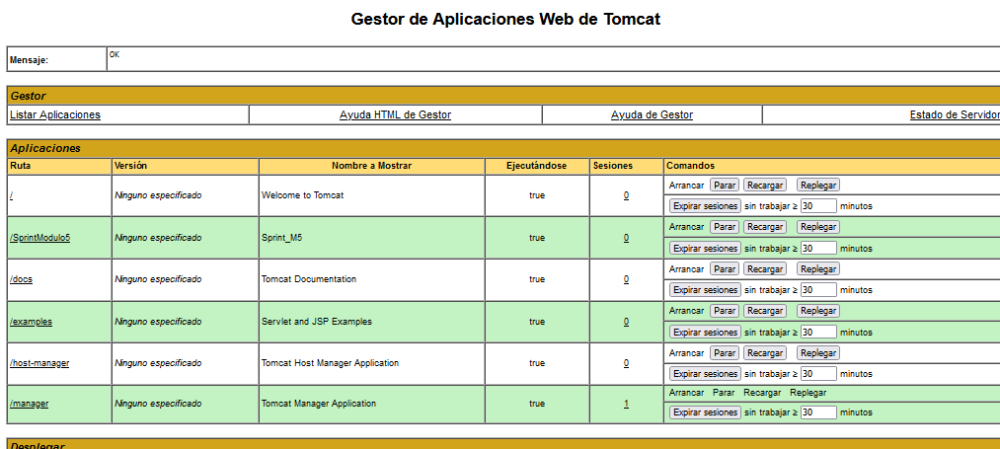 Gestor de Aplicaciones Web de Tomcat
Mensaje: OK
Gestor
Listar Aplicaciones Ayuda HTML de Gestor Ayuda de Gestor Estado de Servidor
Aplicaciones
Ruta Versión Nombre a Mostrar Ejecutándose Sesiones Comandos
/ Ninguno especificado Welcome to Tomcat true 0 Arrancar Parar Recargar Replegar
Expirar sesiones sin trabajar ≥ 30 minutos
/SprintModulo5 Ninguno especificado Sprint_M5 true 0 Arrancar Parar Recargar Replegar
Expirar sesiones sin trabajar ≥ 30 minutos
/docs Ninguno especificado Tomcat Documentation true 0 Arrancar Parar Recargar Replegar
Expirar sesiones sin trabajar ≥ 30 minutos
/examples Ninguno especificado Servlet and JSP Examples true 0 Arrancar Parar Recargar Replegar
Expirar sesiones sin trabajar ≥ 30 minutos
/host-manager Ninguno especificado Tomcat Host Manager Application true 0 Arrancar Parar Recargar Replegar
Expirar sesiones sin trabajar ≥ 30 minutos
/manager Ninguno especificado Tomcat Manager Application true 1 Arrancar Parar Recargar Replegar
Expirar sesiones sin trabajar ≥ 30 minutos
Desplegar